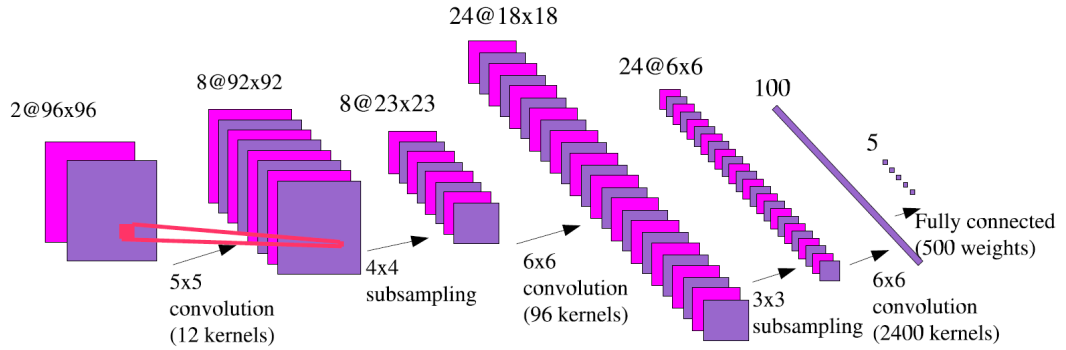 2@96x96
8@92x92
8@23x23
24@18x18
24@6x6
100
5
5x5
convolution
(12 kernels)
4x4
subsampling
6x6
convolution
(96 kernels)
3x3
subsampling
6x6
convolution
(2400 kernels)
Fully connected
(500 weights)